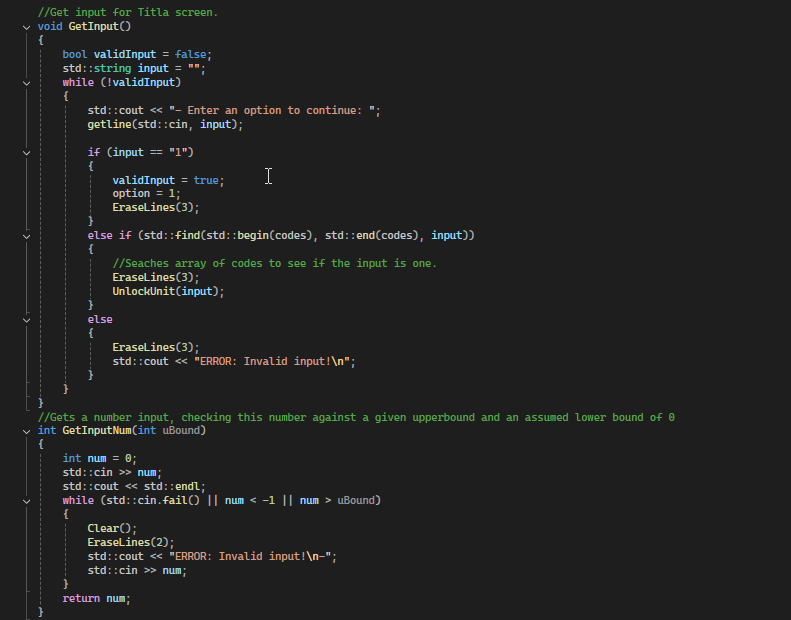 //Get input for Titla screen.
void GetInput()
{
bool validInput = false;
std::string input = "";
while (!validInput)
{
std::cout << "- Enter an option to continue: ";
getline(std::cin, input);
if (input == "1")
{
validInput = true;
option = 1;
EraseLines(3);
}
else if (std::find(std::begin(codes), std::end(codes), input))
{
//Seaches array of codes to see if the input is one.
EraseLines(3);
UnlockUnit(input);
}
else
{
EraseLines(3);
std::cout << "ERROR: Invalid input!\n";
}
}
}
//Gets a number input, checking this number against a given upperbound and an assumed lower bound of 0
int GetInputNum(int uBound)
{
int num = 0;
std::cin >> num;
std::cout << std::endl;
while (std::cin.fail() || num < -1 || num > uBound)
{
Clear();
EraseLines(2);
std::cout << "ERROR: Invalid input!\n-";
std::cin >> num;
}
return num;
}